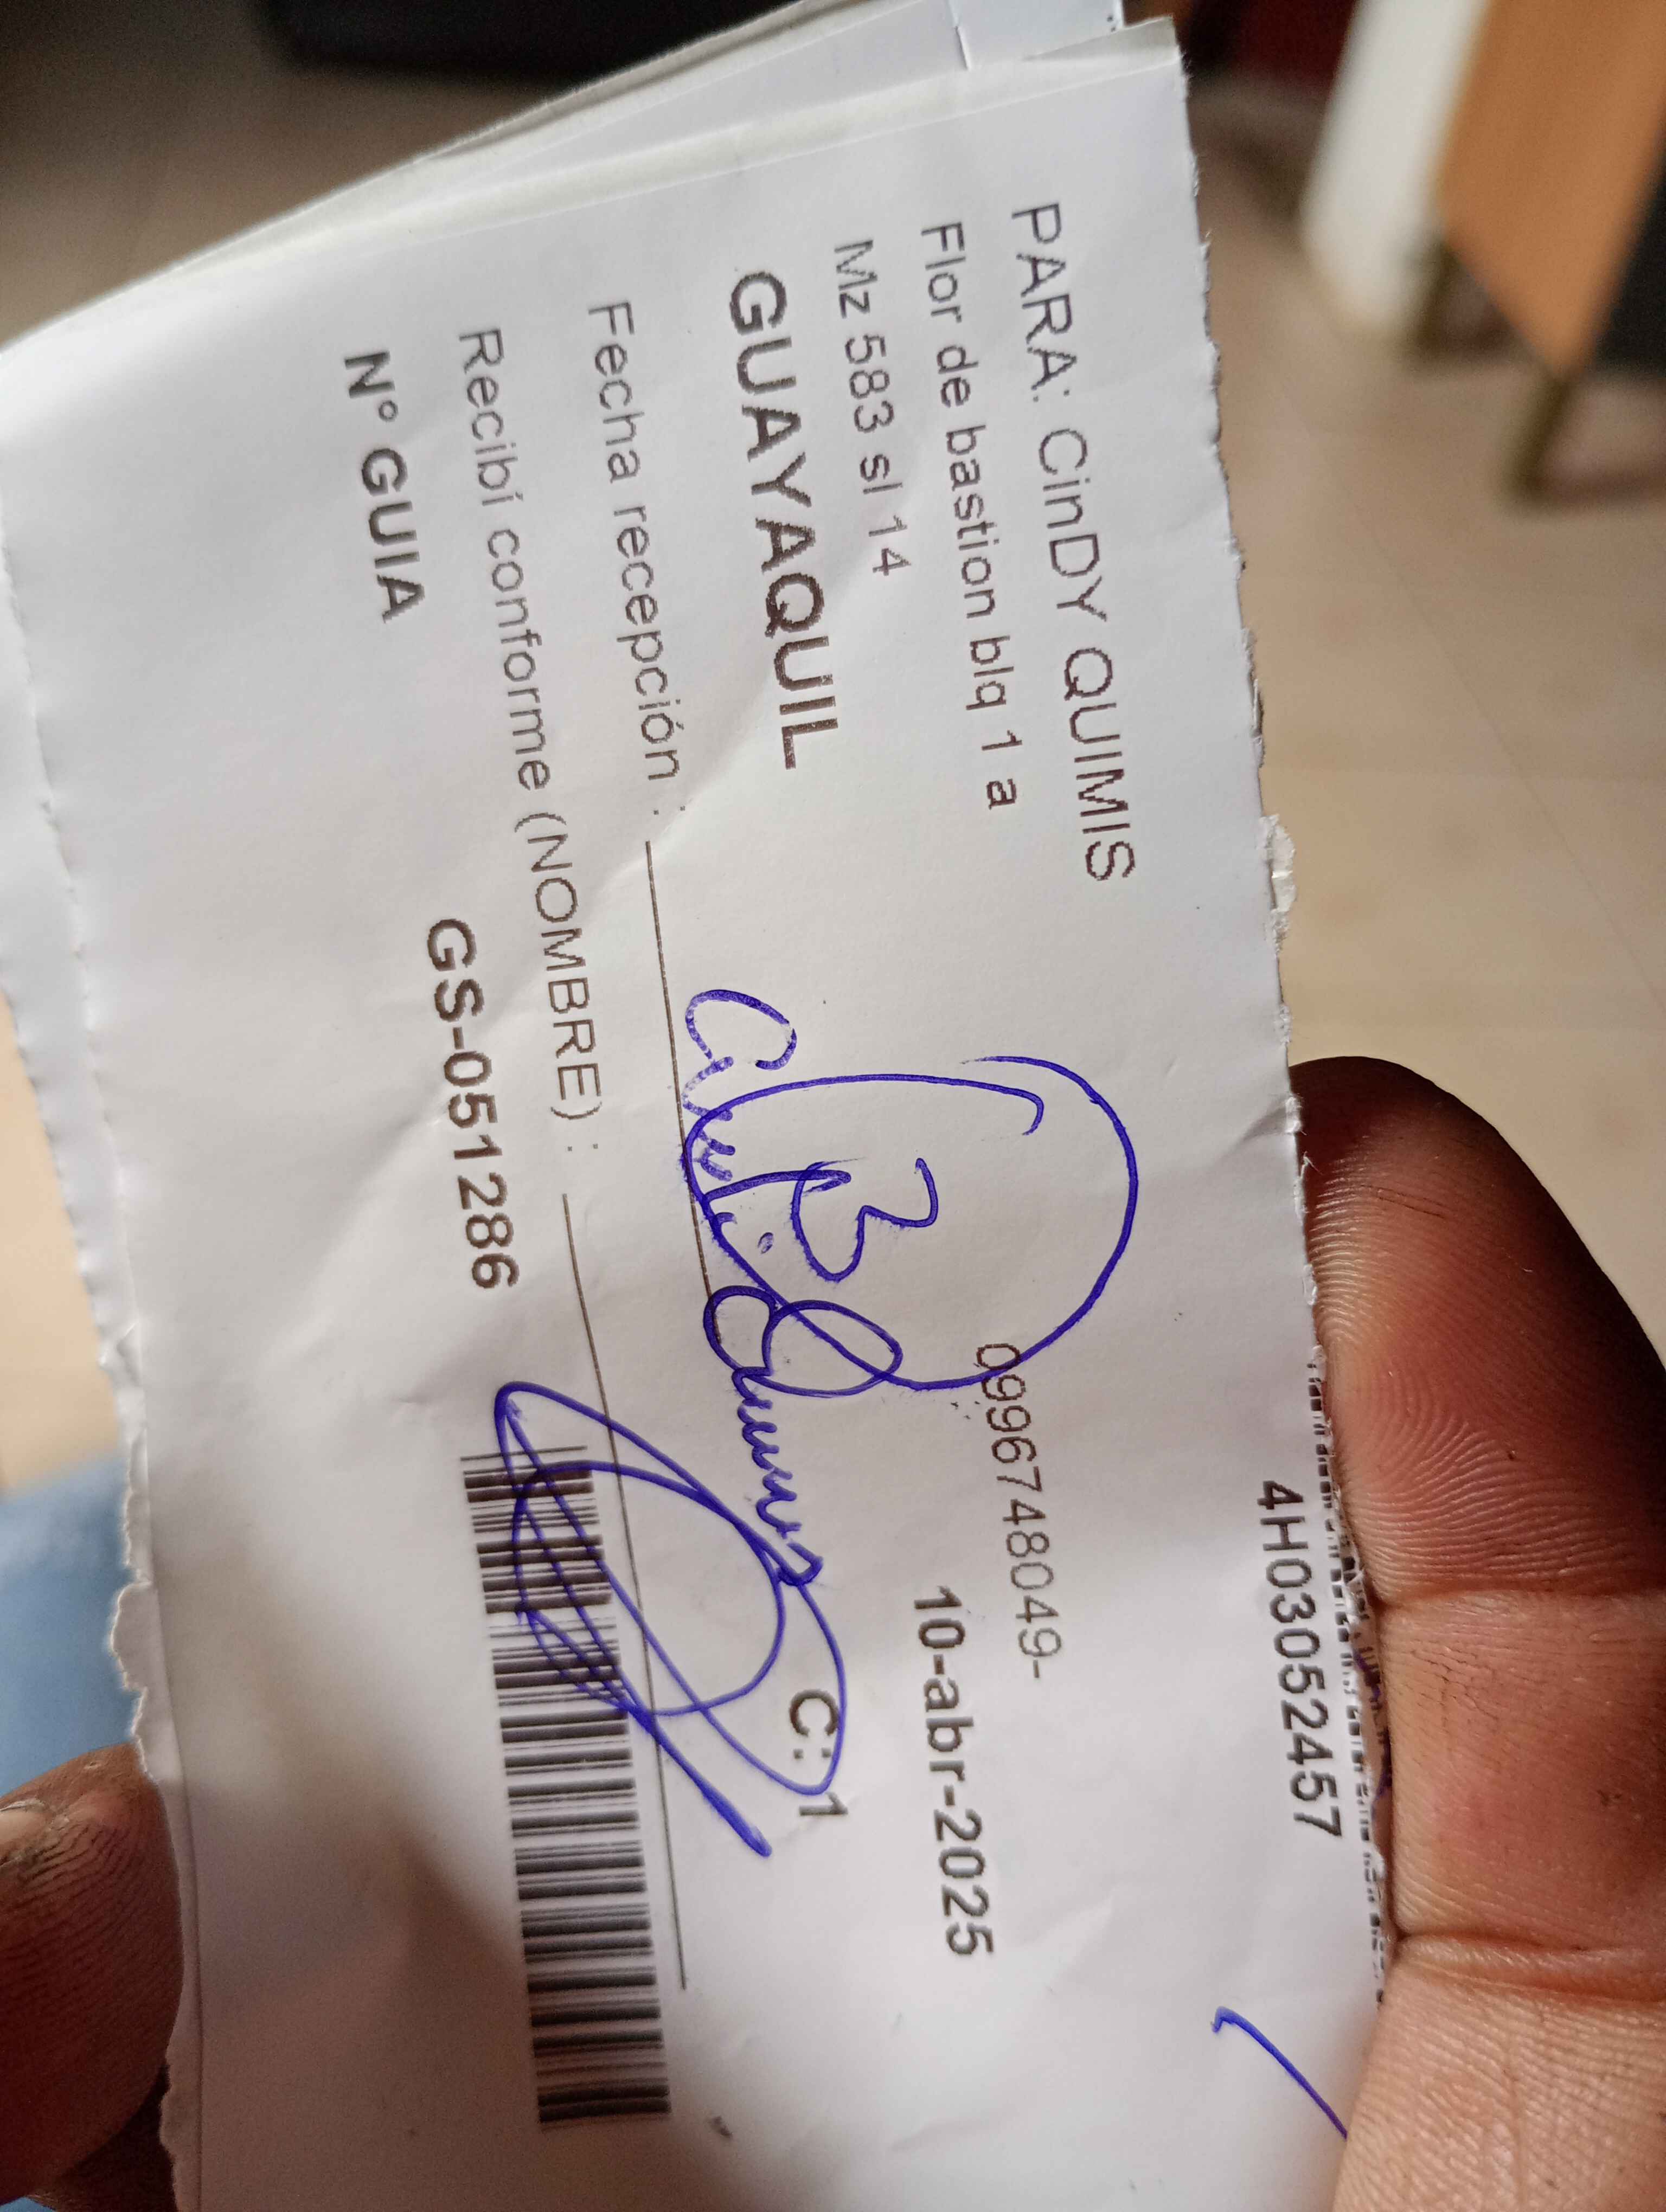 4H03052457
PARA: CinDY QUIMIS
Flor de bastion blq 1 a 0996748049-
Mz 583 sl 14 10-abr-2025
GUAYAQUIL
C: 1
Fecha recepción :
Recibí conforme (NOMBRE) :
N° GUIA GS-051286